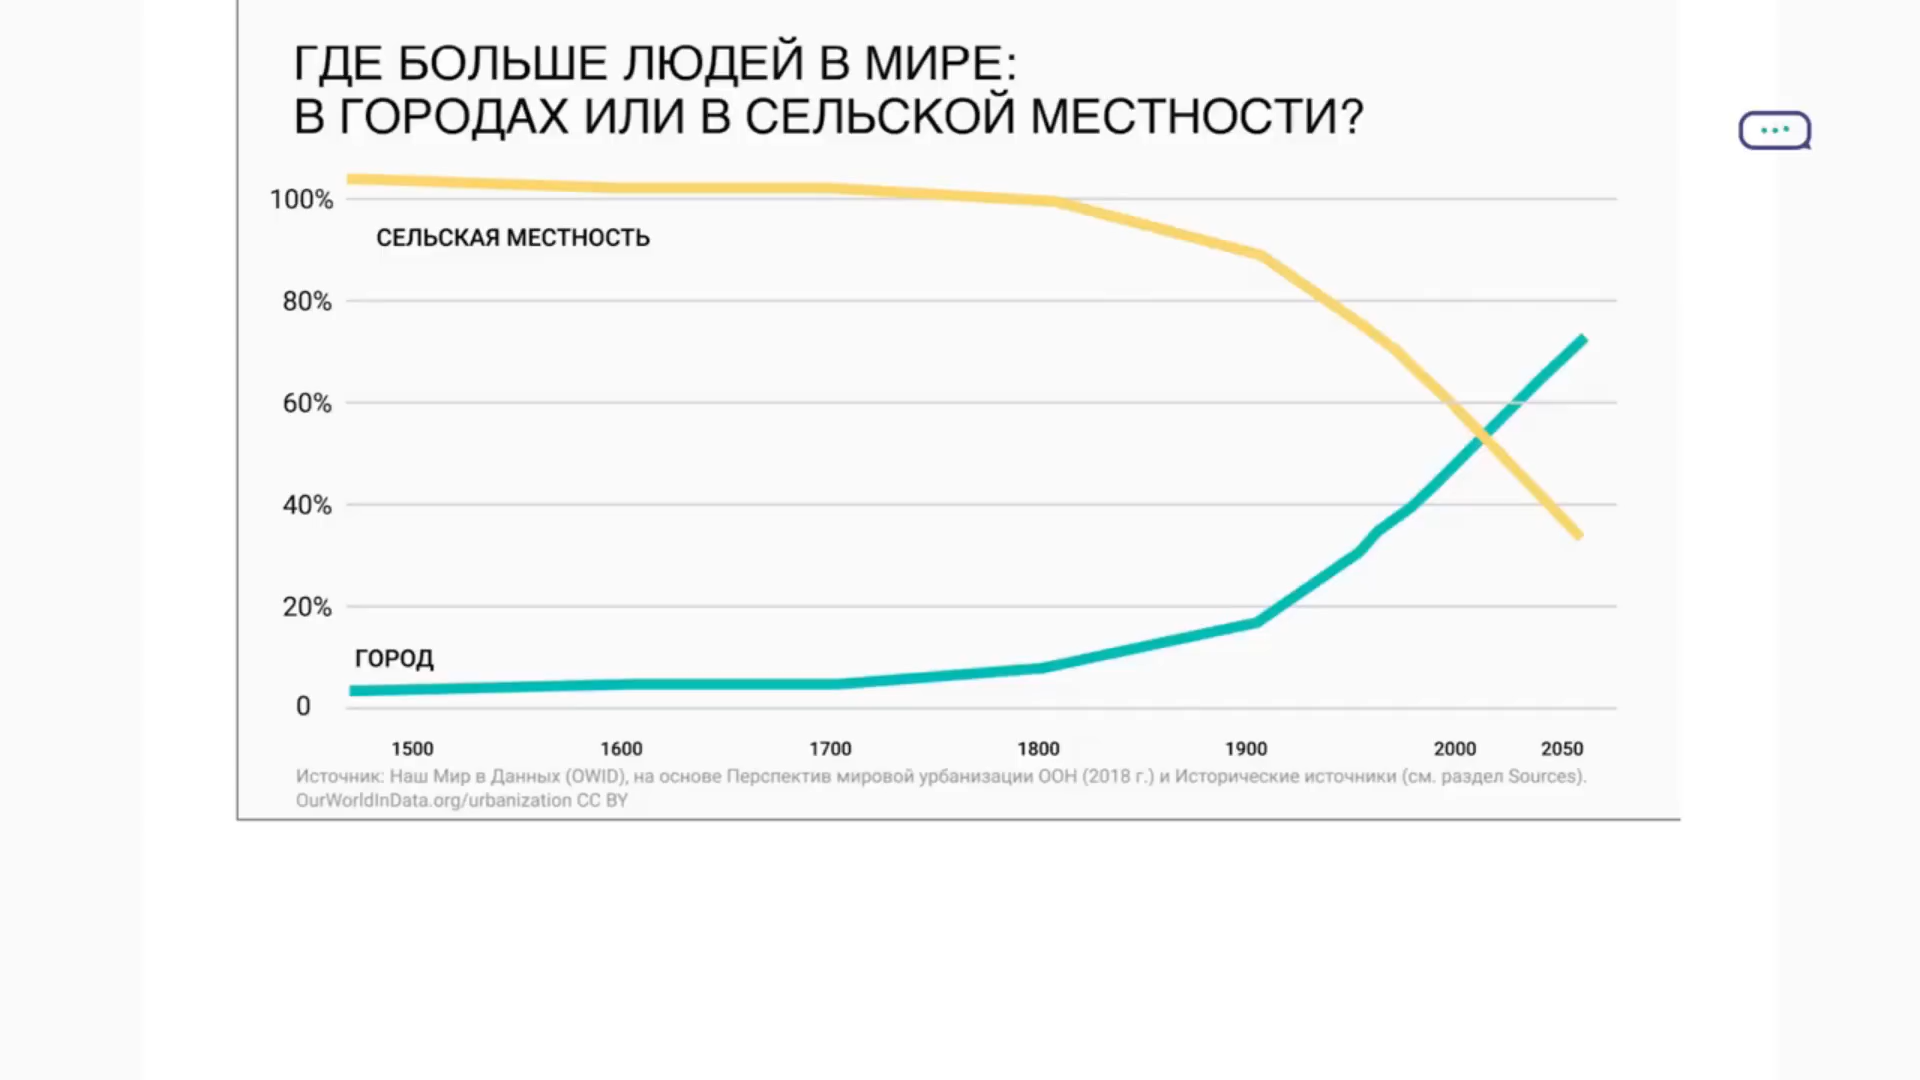 ГДЕ БОЛЬШЕ ЛЮДЕЙ В МИРЕ:
В ГОРОДАХ ИЛИ В СЕЛЬСКОЙ МЕСТНОСТИ?
100%
СЕЛЬСКАЯ МЕСТНОСТЬ
80%
60%
40%
20%
ГОРОД
0
1500 1600 1700 1800 1900 2000 2050
Источник: Наш Мир в Данных (OWID), на основе Перспектив мировой урбанизации ООН (2018 г.) и Исторические источники (см. раздел Sources).
OurWorldInData.org/urbanization CC BY